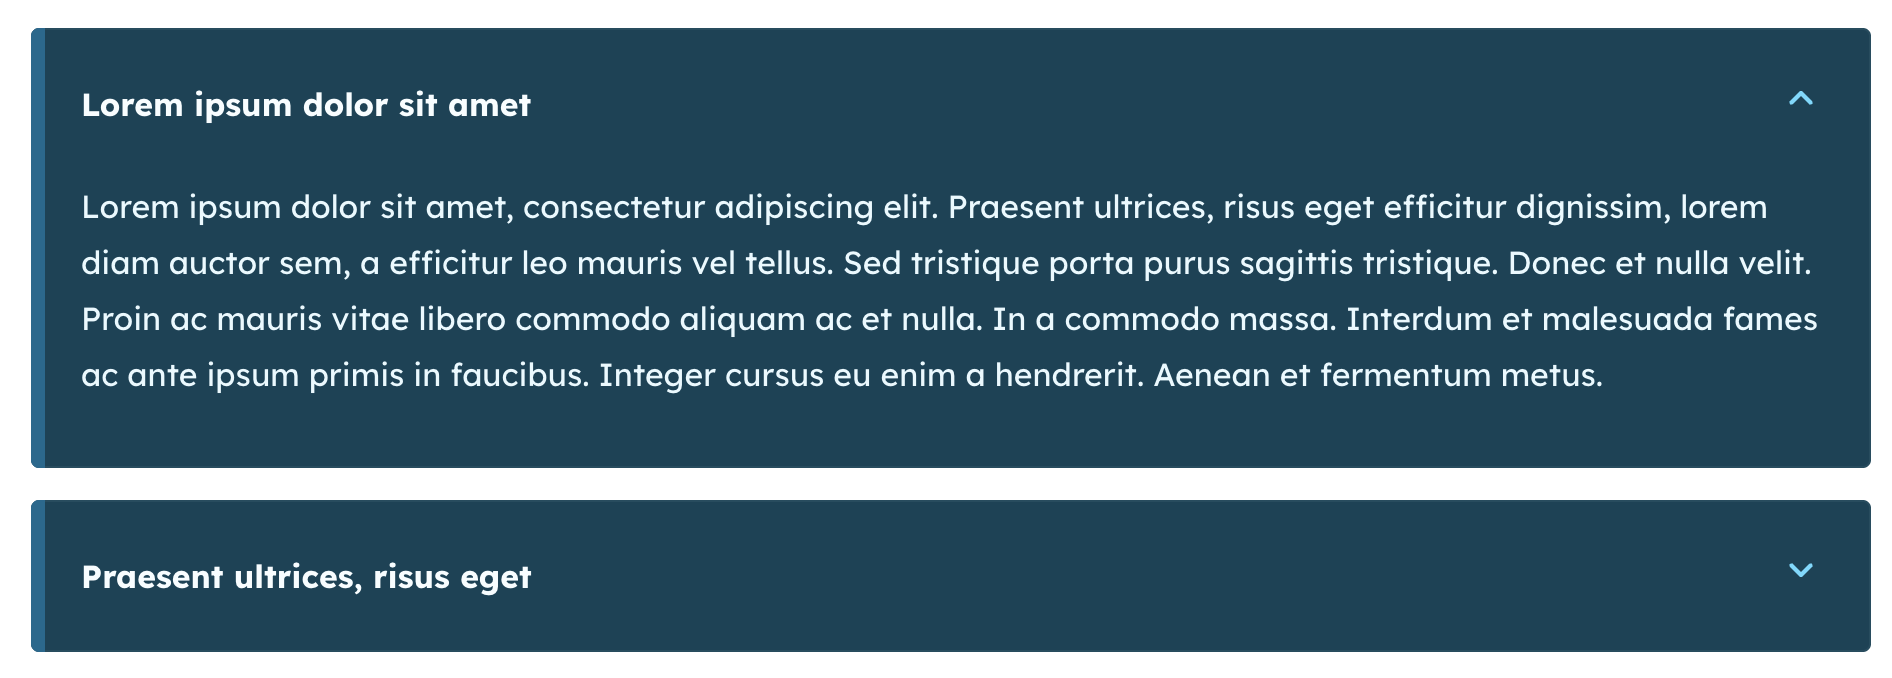 Lorem ipsum dolor sit amet
Lorem ipsum dolor sit amet, consectetur adipiscing elit. Praesent ultrices, risus eget efficitur dignissim, lorem
diam auctor sem, a efficitur leo mauris vel tellus. Sed tristique porta purus sagittis tristique. Donec et nulla velit.
Proin ac mauris vitae libero commodo aliquam ac et nulla. In a commodo massa. Interdum et malesuada fames
ac ante ipsum primis in faucibus. Integer cursus eu enim a hendrerit. Aenean et fermentum metus.
Praesent ultrices, risus eget